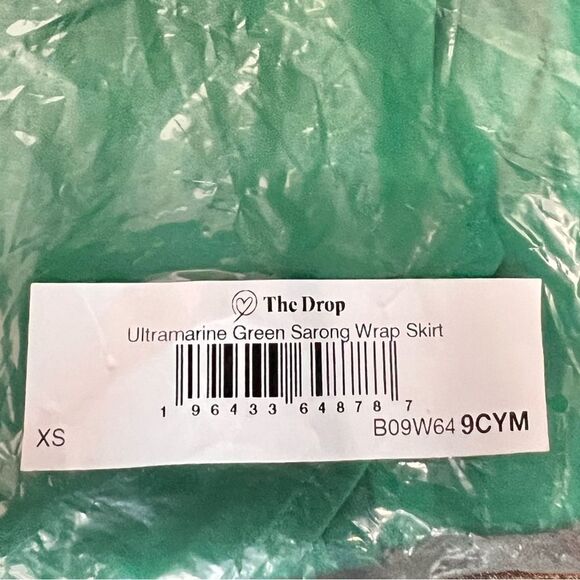 The Drop
Ultramarine Green Sarong Wrap Skirt
1 96433 64878 7
XS
B09W64 9CYM